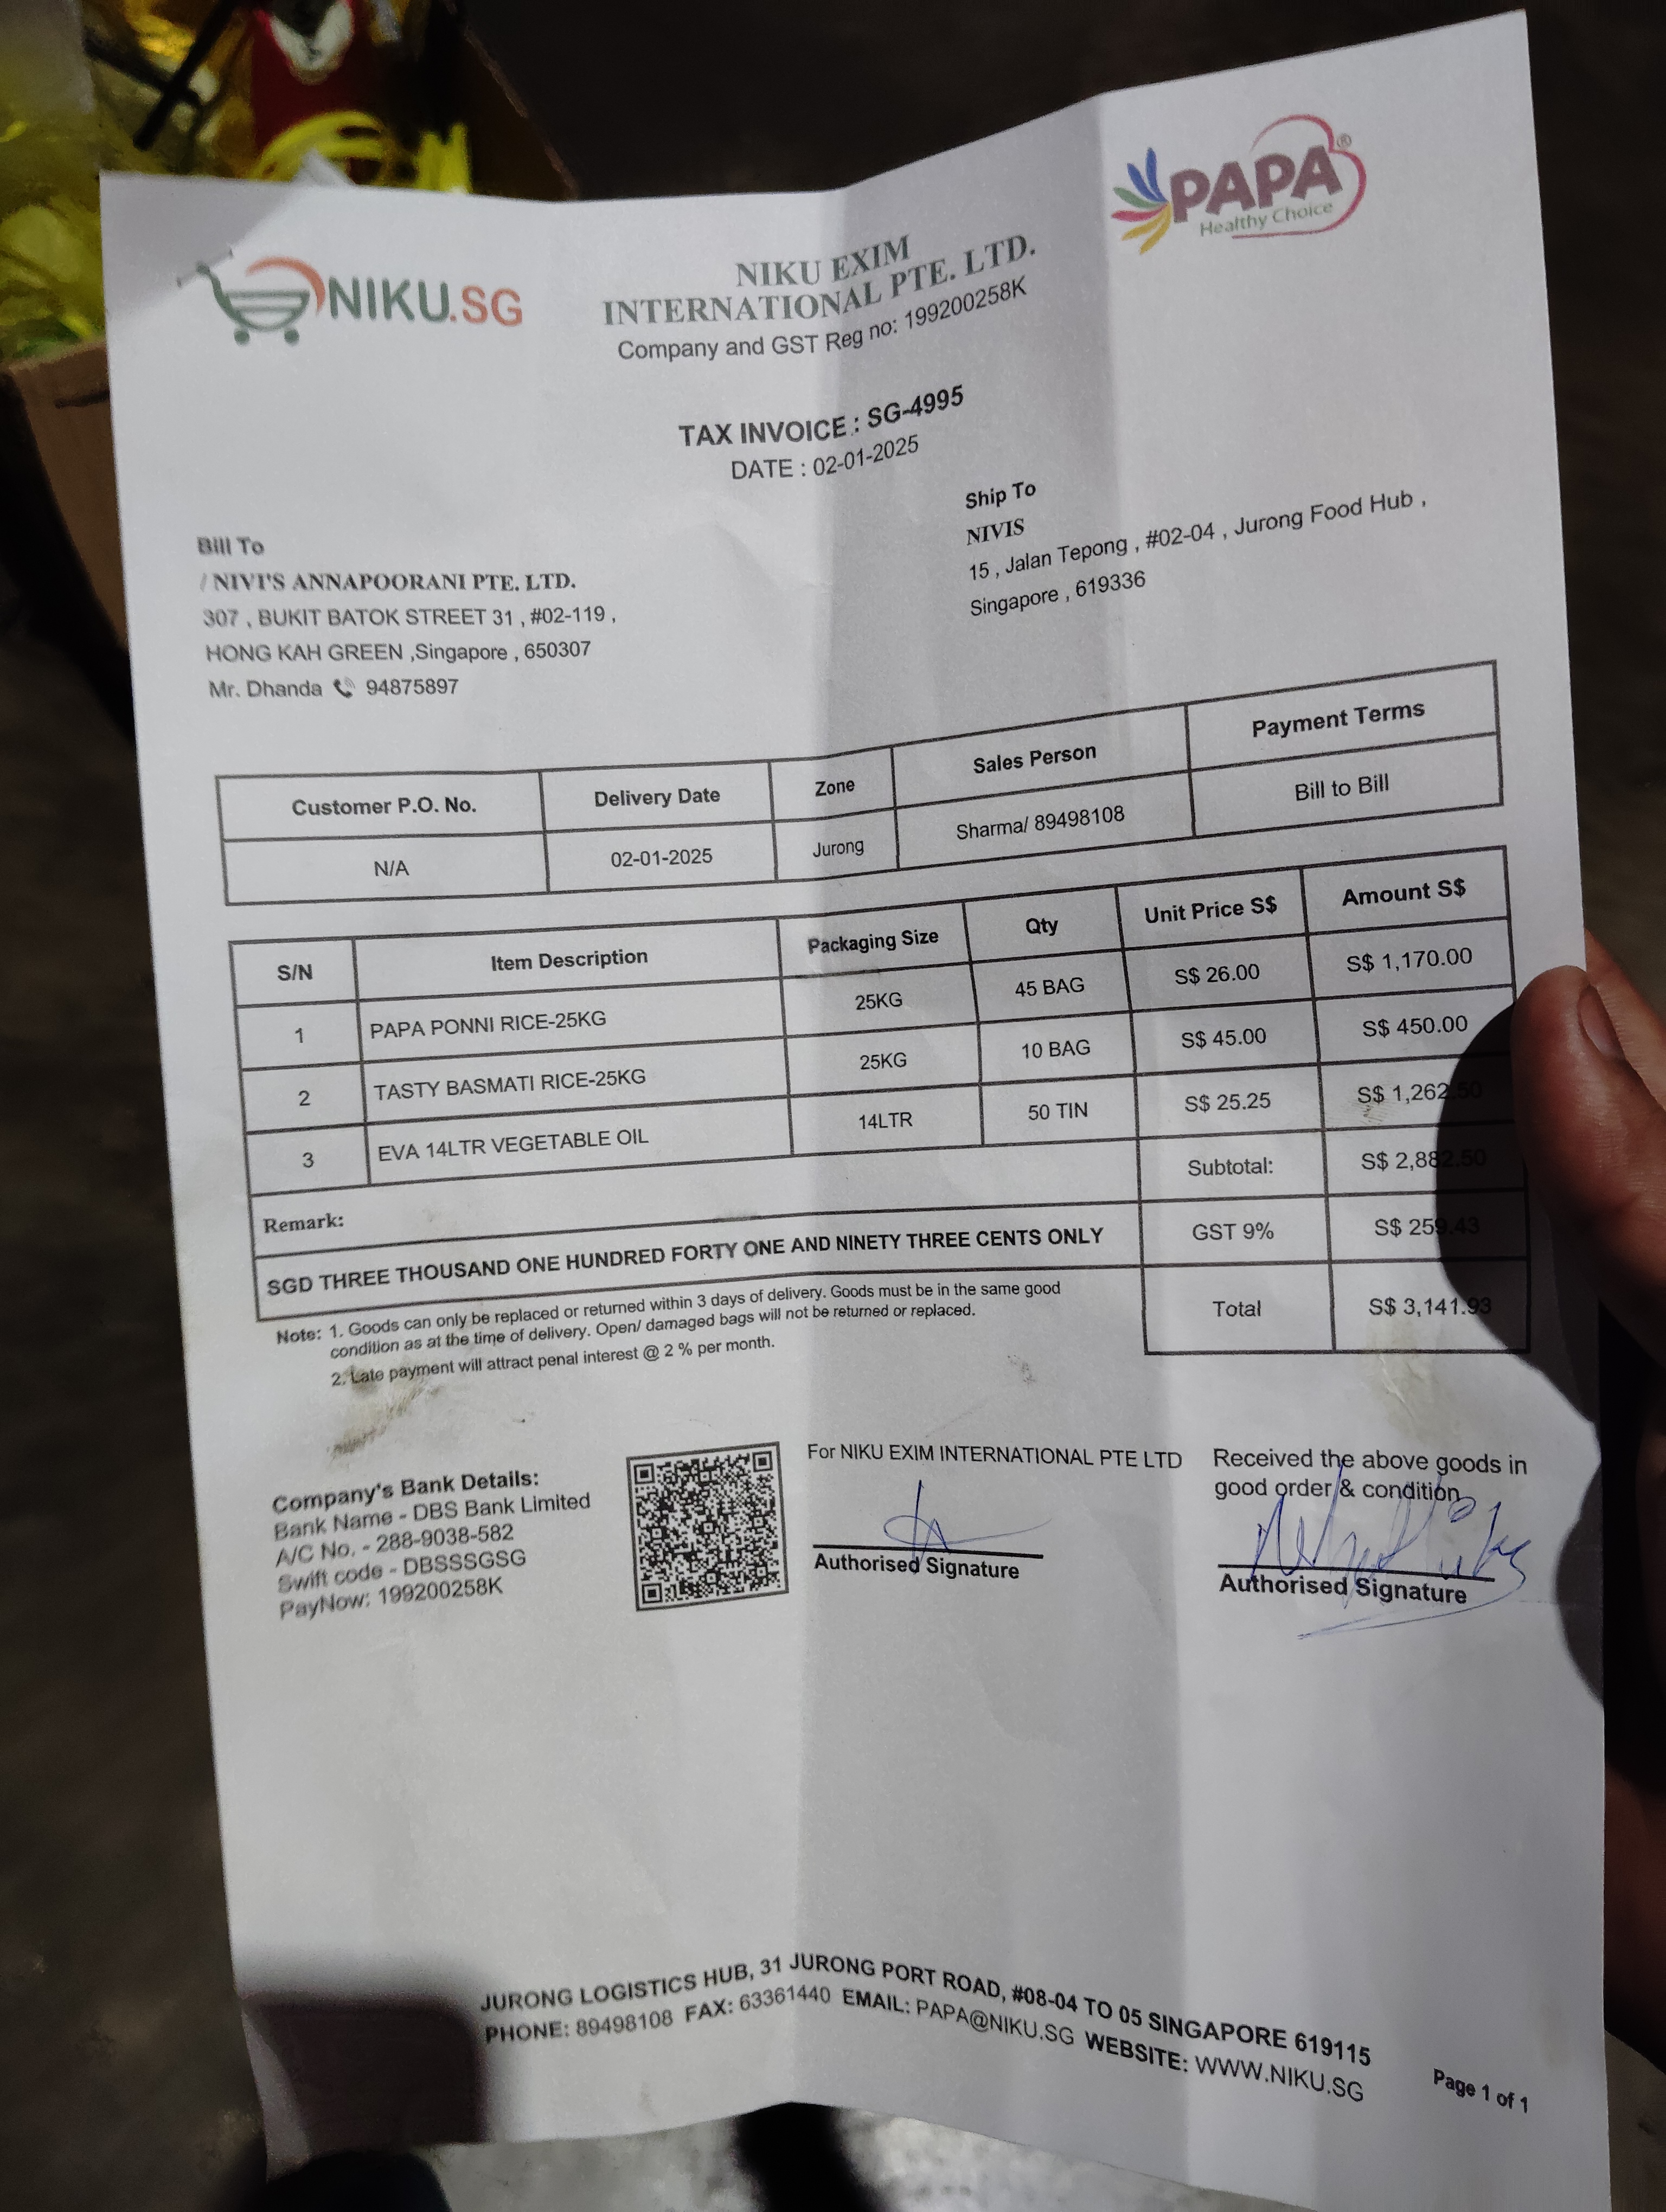 NIKU.SG
NIKU EXIM
INTERNATIONAL PTE. LTD.
Company and GST Reg no: 199200258K
PAPA®
Healthy Choice
TAX INVOICE : SG-4995
DATE : 02-01-2025
Bill To
/ NIVI'S ANNAPOORANI PTE. LTD.
307 , BUKIT BATOK STREET 31 , #02-119 ,
HONG KAH GREEN ,Singapore , 650307
Mr. Dhanda 94875897
Ship To
NIVIS
15 , Jalan Tepong , #02-04 , Jurong Food Hub ,
Singapore , 619336
Customer P.O. No. Delivery Date Zone Sales Person Payment Terms
N/A 02-01-2025 Jurong Sharma/ 89498108 Bill to Bill
S/N Item Description Packaging Size Qty Unit Price S$ Amount S$
1 PAPA PONNI RICE-25KG 25KG 45 BAG S$ 26.00 S$ 1,170.00
2 TASTY BASMATI RICE-25KG 25KG 10 BAG S$ 45.00 S$ 450.00
3 EVA 14LTR VEGETABLE OIL 14LTR 50 TIN S$ 25.25 S$ 1,262.50
Subtotal: S$ 2,882.50
Remark:
GST 9% S$ 259.43
SGD THREE THOUSAND ONE HUNDRED FORTY ONE AND NINETY THREE CENTS ONLY
Total S$ 3,141.93
Note: 1. Goods can only be replaced or returned within 3 days of delivery. Goods must be in the same good
condition as at the time of delivery. Open/ damaged bags will not be returned or replaced.
2. Late payment will attract penal interest @ 2 % per month.
Company's Bank Details:
Bank Name - DBS Bank Limited
A/C No. - 288-9038-582
Swift code - DBSSSGSG
PayNow: 199200258K
For NIKU EXIM INTERNATIONAL PTE LTD
Authorised Signature
Received the above goods in
good order & condition
Authorised Signature
JURONG LOGISTICS HUB, 31 JURONG PORT ROAD, #08-04 TO 05 SINGAPORE 619115
PHONE: 89498108 FAX: 63361440 EMAIL: PAPA@NIKU.SG WEBSITE: WWW.NIKU.SG
Page 1 of 1